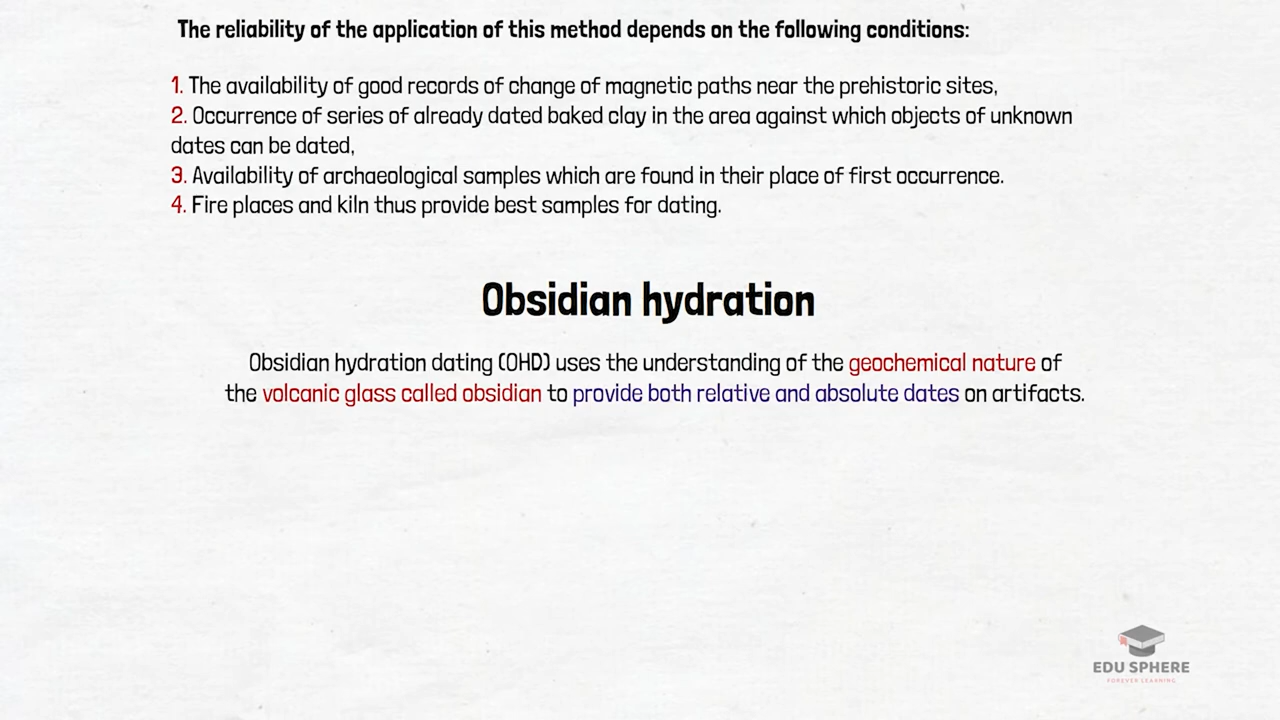 The reliability of the application of this method depends on the following conditions:
1. The availability of good records of change of magnetic paths near the prehistoric sites,
2. Occurrence of series of already dated baked clay in the area against which objects of unknown
dates can be dated,
3. Availability of archaeological samples which are found in their place of first occurrence.
4. Fire places and kiln thus provide best samples for dating.
Obsidian hydration
Obsidian hydration dating (OHD) uses the understanding of the geochemical nature of
the volcanic glass called obsidian to provide both relative and absolute dates on artifacts.
EDU SPHERE
FOREVER LEARNING